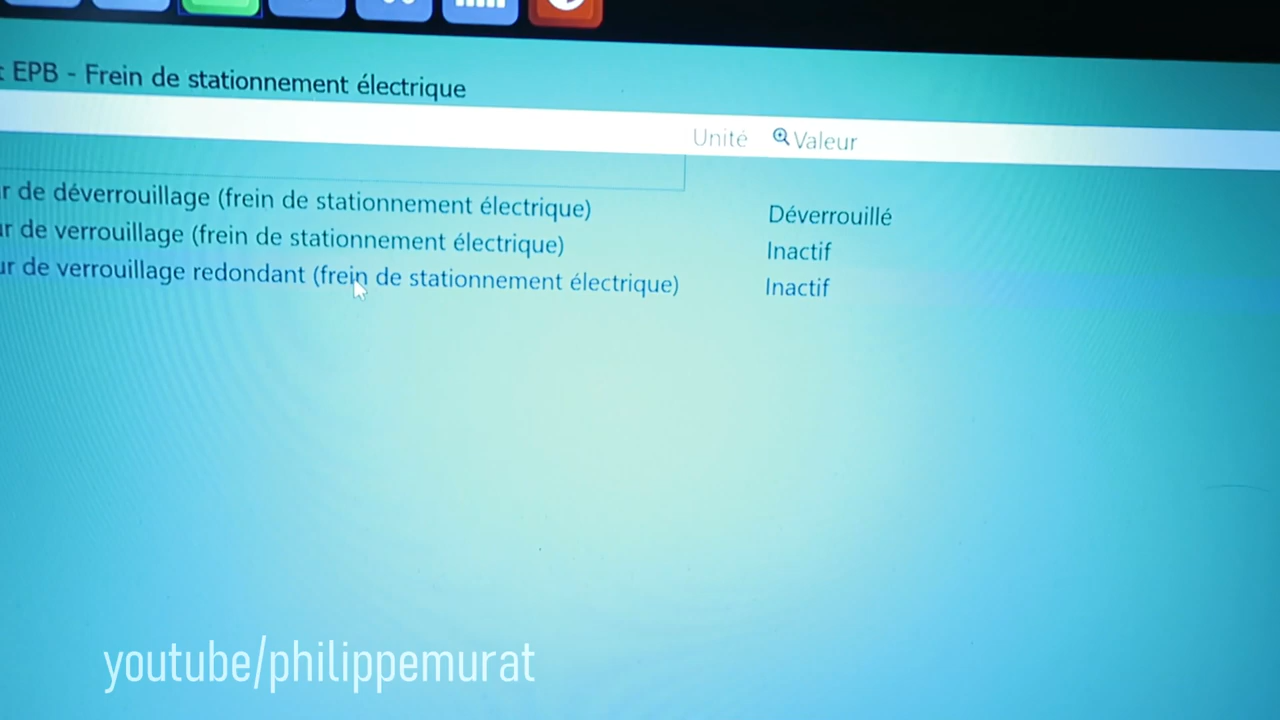 EPB - Frein de stationnement électrique
Unité Valeur
de déverrouillage (frein de stationnement électrique) Déverrouillé
de verrouillage (frein de stationnement électrique) Inactif
de verrouillage redondant (frein de stationnement électrique) Inactif
youtube/philippemurat